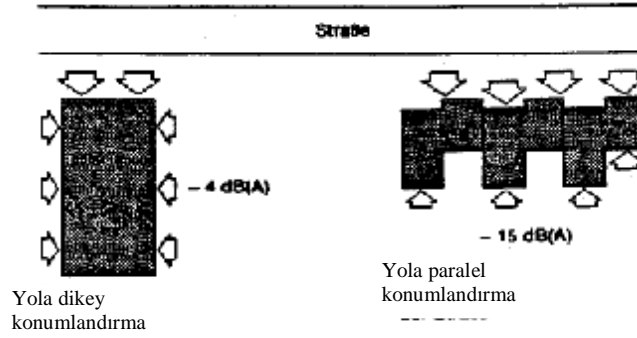 Straße
– 4 dB(A)
– 15 dB(A)
Yola dikey
konumlandırma
Yola paralel
konumlandırma